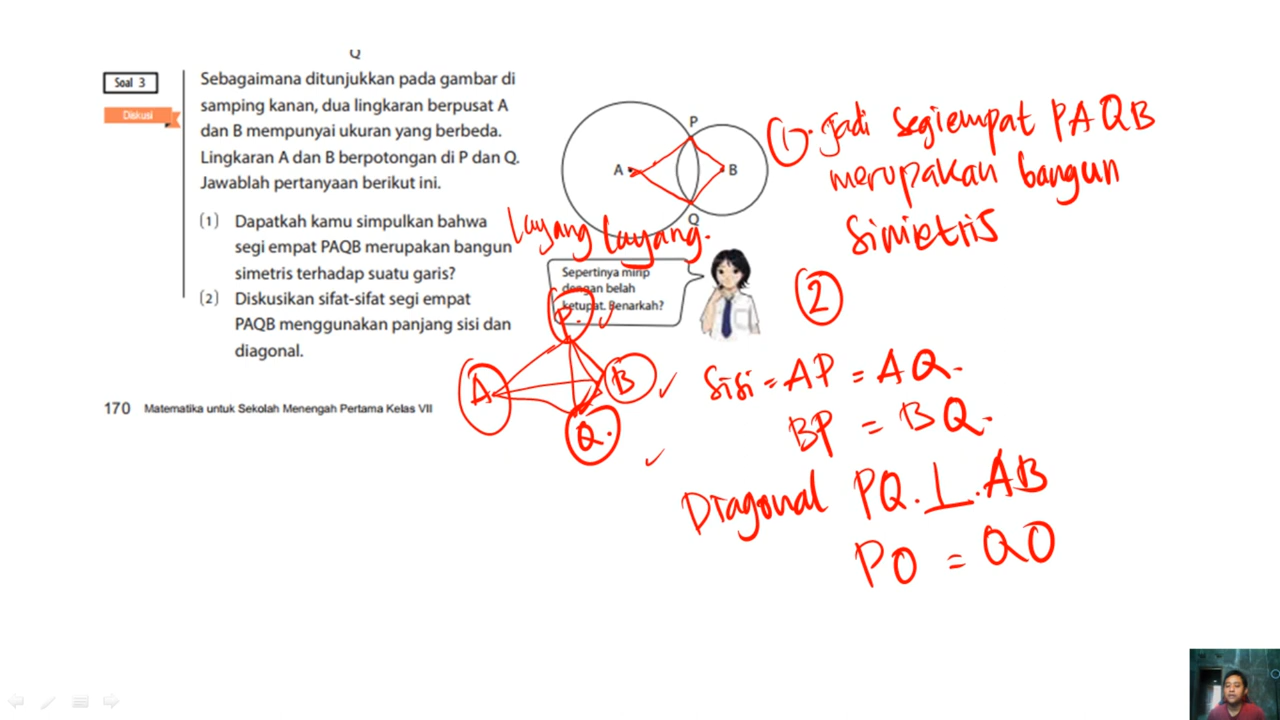 Q
Soal 3
Diskusi
Sebagaimana ditunjukkan pada gambar di
samping kanan, dua lingkaran berpusat A
dan B mempunyai ukuran yang berbeda.
Lingkaran A dan B berpotongan di P dan Q.
Jawablah pertanyaan berikut ini.
(1) Dapatkah kamu simpulkan bahwa
segi empat PAQB merupakan bangun
simetris terhadap suatu garis?
(2) Diskusikan sifat-sifat segi empat
PAQB menggunakan panjang sisi dan
diagonal.
170 Matematika untuk Sekolah Menengah Pertama Kelas VII
P
A
B
Q
Layang layang.
Sepertinya mirip
dengan belah
ketupat. Benarkah?
P.
A
B
Q.
1. Jadi segiempat PAQB
merupakan bangun
simetris
2
Sisi = AP = AQ.
BP = BQ.
Diagonal PQ. ⊥ .AB
PO = QO